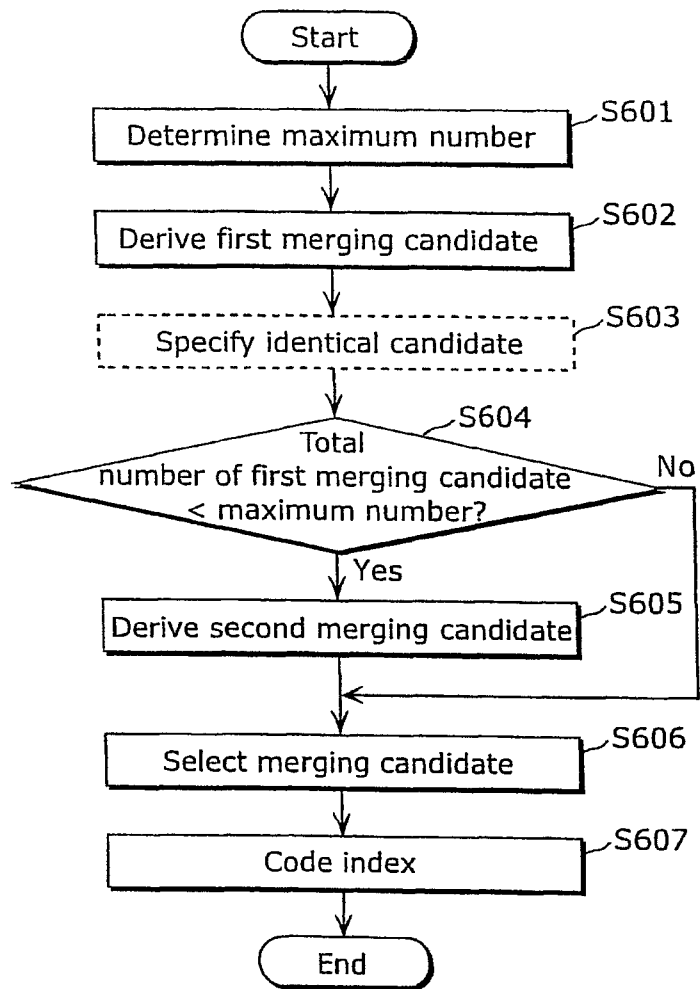 Start
S601
Determine maximum number
S602
Derive first merging candidate
S603
Specify identical candidate
S604
Total
number of first merging candidate
< maximum number?
No
Yes
S605
Derive second merging candidate
S606
Select merging candidate
S607
Code index
End